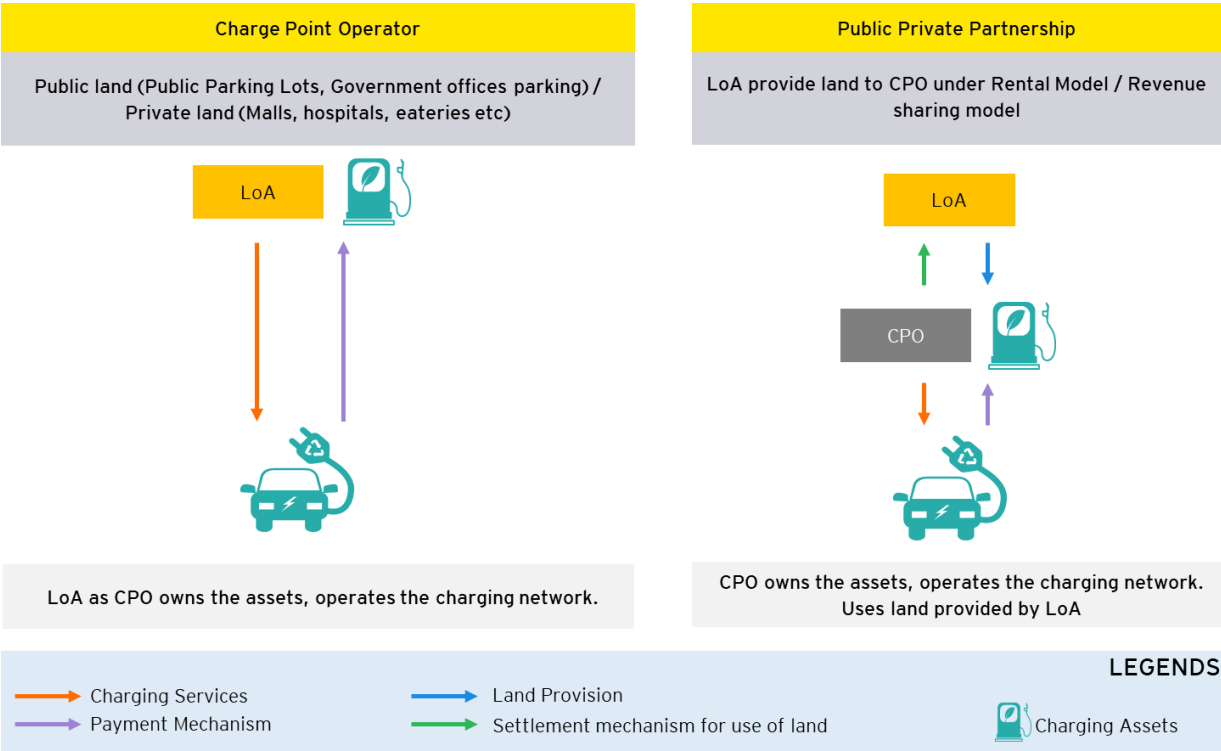 Charge Point Operator
Public land (Public Parking Lots, Government offices parking) /
Private land (Malls, hospitals, eateries etc)
LoA
LoA as CPO owns the assets, operates the charging network.
Public Private Partnership
LoA provide land to CPO under Rental Model / Revenue
sharing model
LoA
CPO
CPO owns the assets, operates the charging network.
Uses land provided by LoA
LEGENDS
Charging Services
Land Provision
Payment Mechanism
Settlement mechanism for use of land
Charging Assets